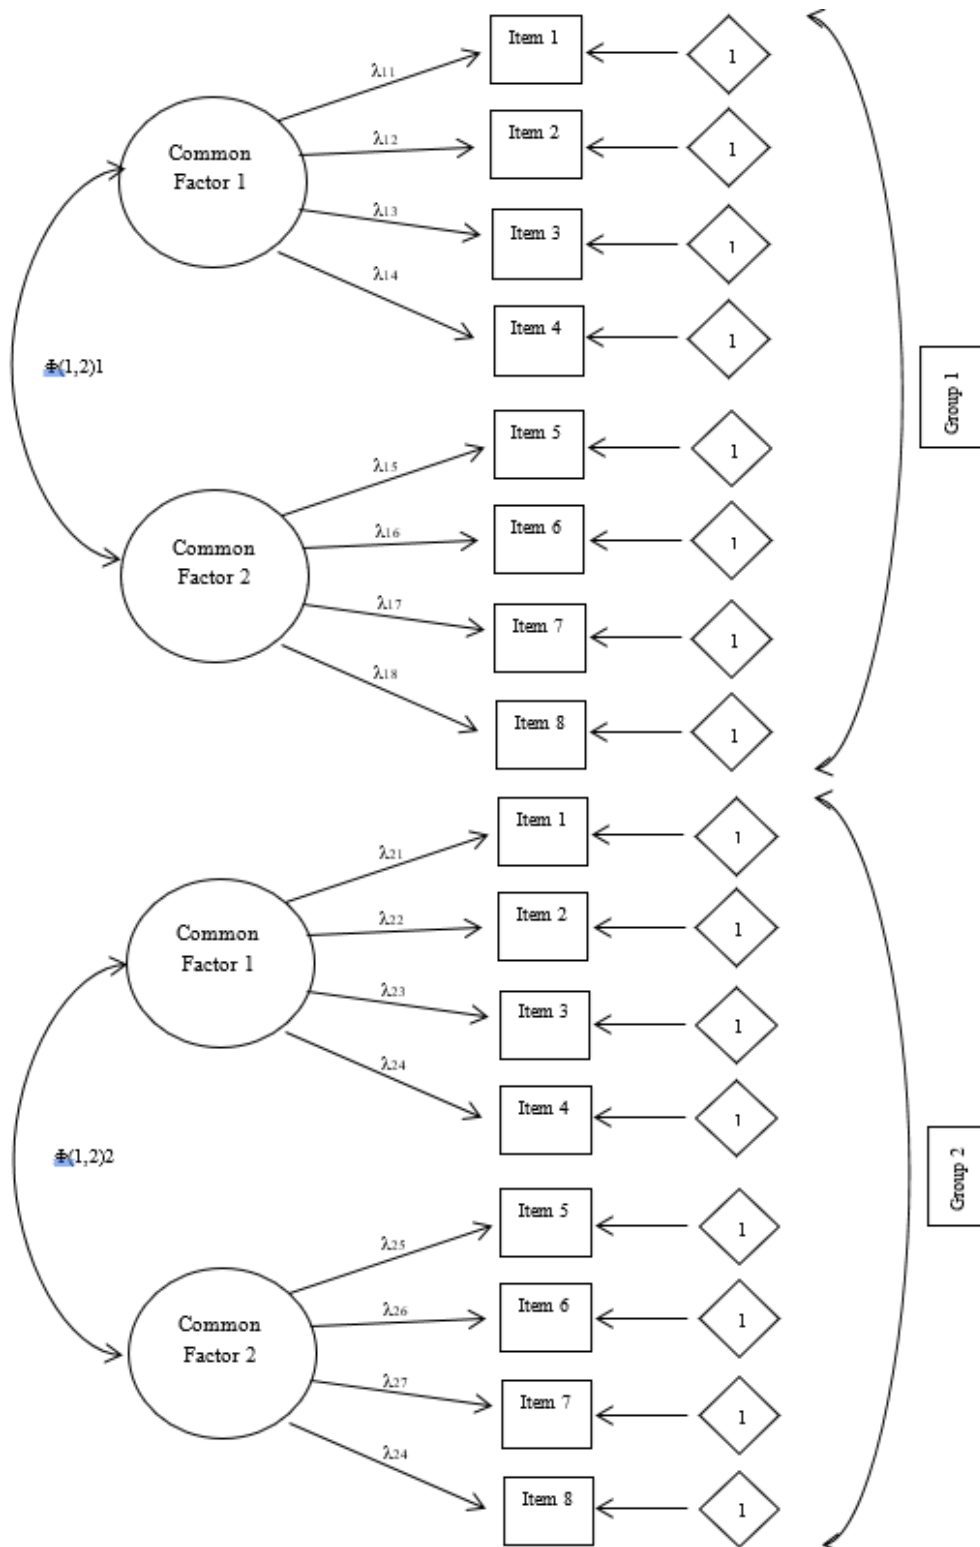 Item 1
1
λ11
Common
Factor 1
λ12
Item 2
1
λ13
Item 3
1
λ14
Item 4
1
Φ(1,2)1
Group 1
Item 5
1
λ15
Common
Factor 2
λ16
Item 6
1
λ17
Item 7
1
λ18
Item 8
1
Item 1
1
λ21
Common
Factor 1
λ22
Item 2
1
λ23
Item 3
1
λ24
Item 4
1
Φ(1,2)2
Group 2
Item 5
1
λ25
Common
Factor 2
λ26
Item 6
1
λ27
Item 7
1
λ24
Item 8
1